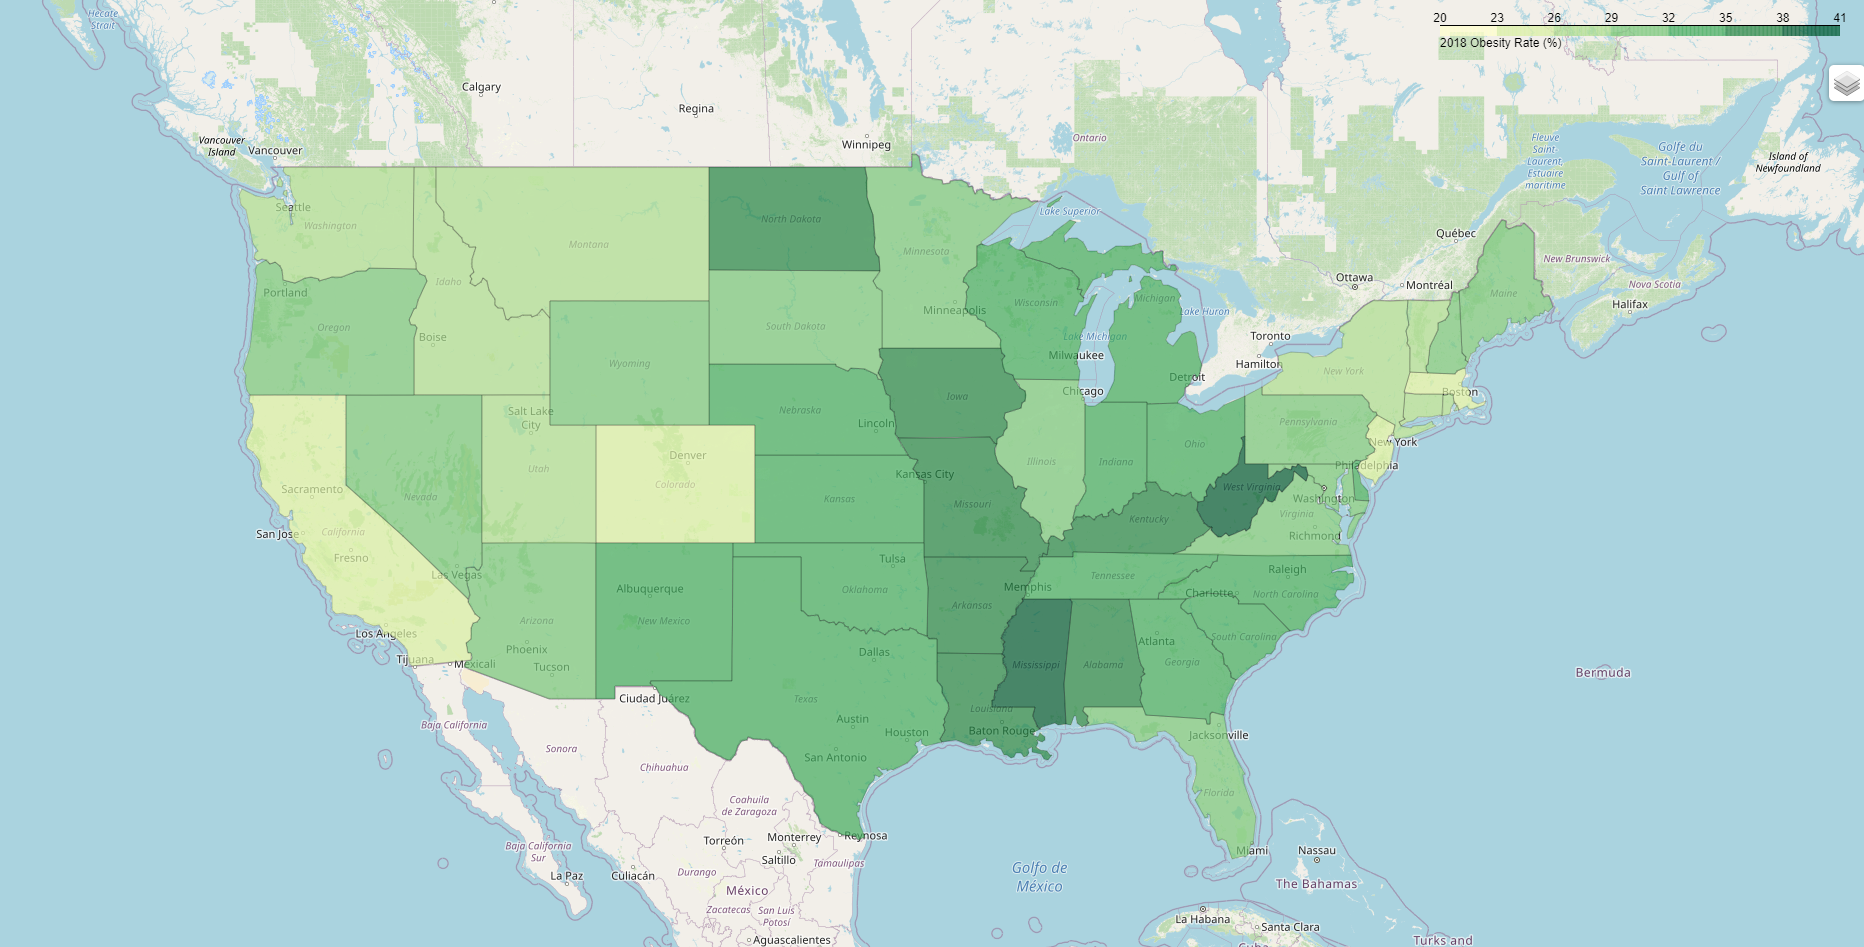 Hécate
Strait
20 23 26 29 32 35 38 41
2018 Obesity Rate (%)
Calgary
Regina
Winnipeg
Ontario
Vancouver
Island
Vancouver
Fleuve
Saint-
Laurent,
Estuaire
maritime
Golfe du
Saint-Laurent /
Gulf of
Saint Lawrence
Island of
Newfoundland
Seattle
Washington
Montana
North Dakota
Minnesota
Lake Superior
Québec
Ottawa
Montréal
New Brunswick
Nova Scotia
Halifax
Maine
Idaho
Portland
Oregon
Boise
South Dakota
Minneapolis
Wisconsin
Michigan
Lake Huron
Lake Michigan
Toronto
Hamilton
Milwaukee
Detroit
Chicago
New York
Boston
Wyoming
Iowa
Nebraska
Lincoln
Salt Lake
City
Utah
Denver
Colorado
Ohio
Pennsylvania
New York
Philadelphia
Indiana
Illinois
Kansas City
Kansas
Missouri
West Virginia
Washington
Virginia
Richmond
Kentucky
Sacramento
Nevada
San Jose
California
Fresno
Las Vegas
Tulsa
Oklahoma
Albuquerque
New Mexico
Arkansas
Memphis
Tennessee
Raleigh
Charlotte
North Carolina
South Carolina
Arizona
Phoenix
Tucson
Los Angeles
Tijuana
Mexicali
Dallas
Texas
Mississippi
Alabama
Atlanta
Georgia
Ciudad Juárez
Louisiana
Baton Rouge
Austin
Houston
San Antonio
Jacksonville
Florida
Miami
Bermuda
Baja California
Sonora
Chihuahua
Coahuila
de Zaragoza
Reynosa
Torreón
Monterrey
Saltillo
Tamaulipas
Baja California
Sur
La Paz
Culiacán
Durango
México
Zacatecas
San Luis
Potosí
Aguascalientes
Golfo de
México
Nassau
The Bahamas
La Habana
Santa Clara
Turks and